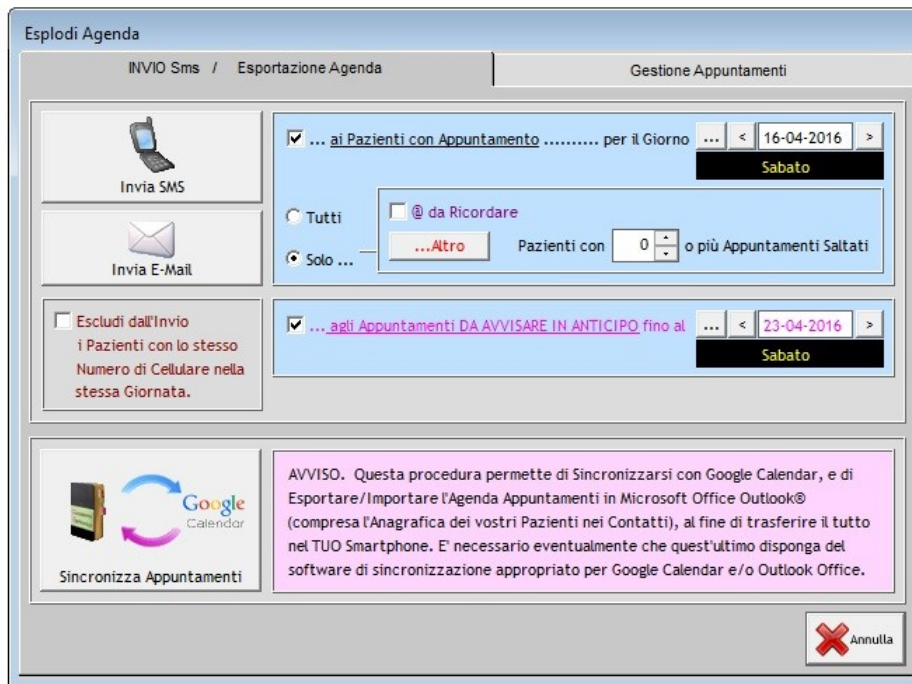 Esplodi Agenda
INVIO Sms / Esportazione Agenda
Gestione Appuntamenti
Invia SMS
... ai Pazienti con Appuntamento .......... per il Giorno ... < 16-04-2016 >
Sabato
Invia E-Mail
Tutti
Solo ...
@ da Ricordare
...Altro Pazienti con 0 o più Appuntamenti Saltati
Escludi dall'Invio
i Pazienti con lo stesso
Numero di Cellulare nella
stessa Giornata.
... agli Appuntamenti DA AVVISARE IN ANTICIPO fino al ... < 23-04-2016 >
Sabato
Google
Calendar
Sincronizza Appuntamenti
AVVISO. Questa procedura permette di Sincronizzarsi con Google Calendar, e di
Esportare/Importare l'Agenda Appuntamenti in Microsoft Office Outlook®
(compresa l'Anagrafica dei vostri Pazienti nei Contatti), al fine di trasferire il tutto
nel TUO Smartphone. E' necessario eventualmente che quest'ultimo disponga del
software di sincronizzazione appropriato per Google Calendar e/o Outlook Office.
Annulla